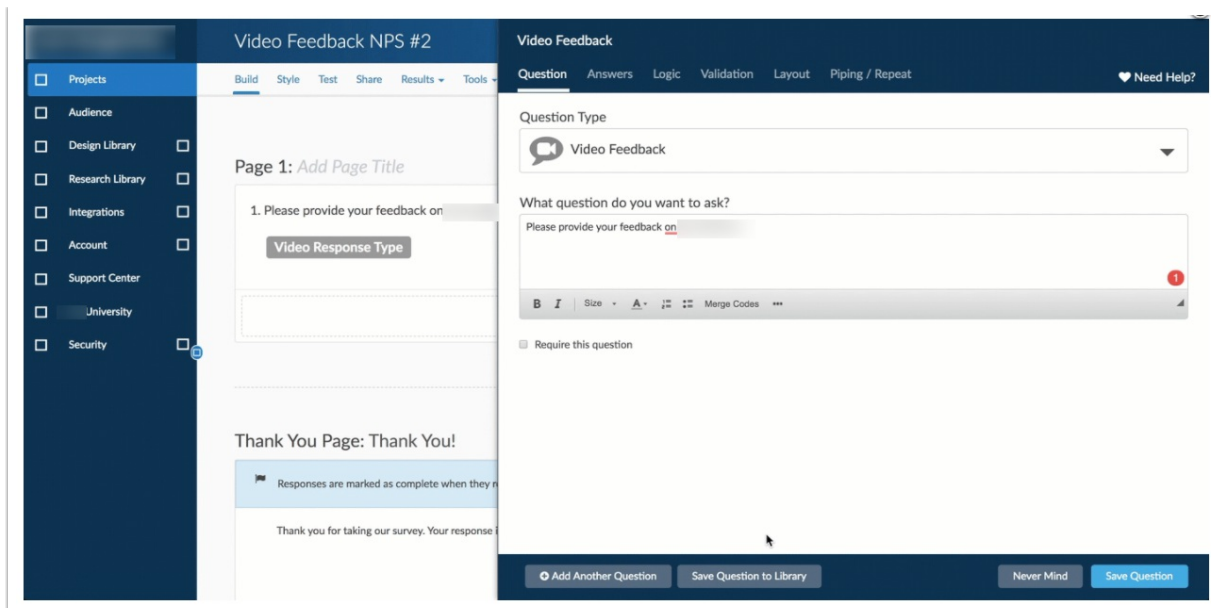 Video Feedback NPS #2
Projects
Audience
Design Library
Research Library
Integrations
Account
Support Center
University
Security
Build Style Test Share Results Tools
Page 1: Add Page Title
1. Please provide your feedback on
Video Response Type
Thank You Page: Thank You!
Responses are marked as complete when they
Thank you for taking our survey. Your response
Video Feedback
Question Answers Logic Validation Layout Piping / Repeat
Need Help?
Question Type
Video Feedback
What question do you want to ask?
Please provide your feedback on
1
B I Size A Merge Codes
Require this question
Add Another Question Save Question to Library Never Mind Save Question